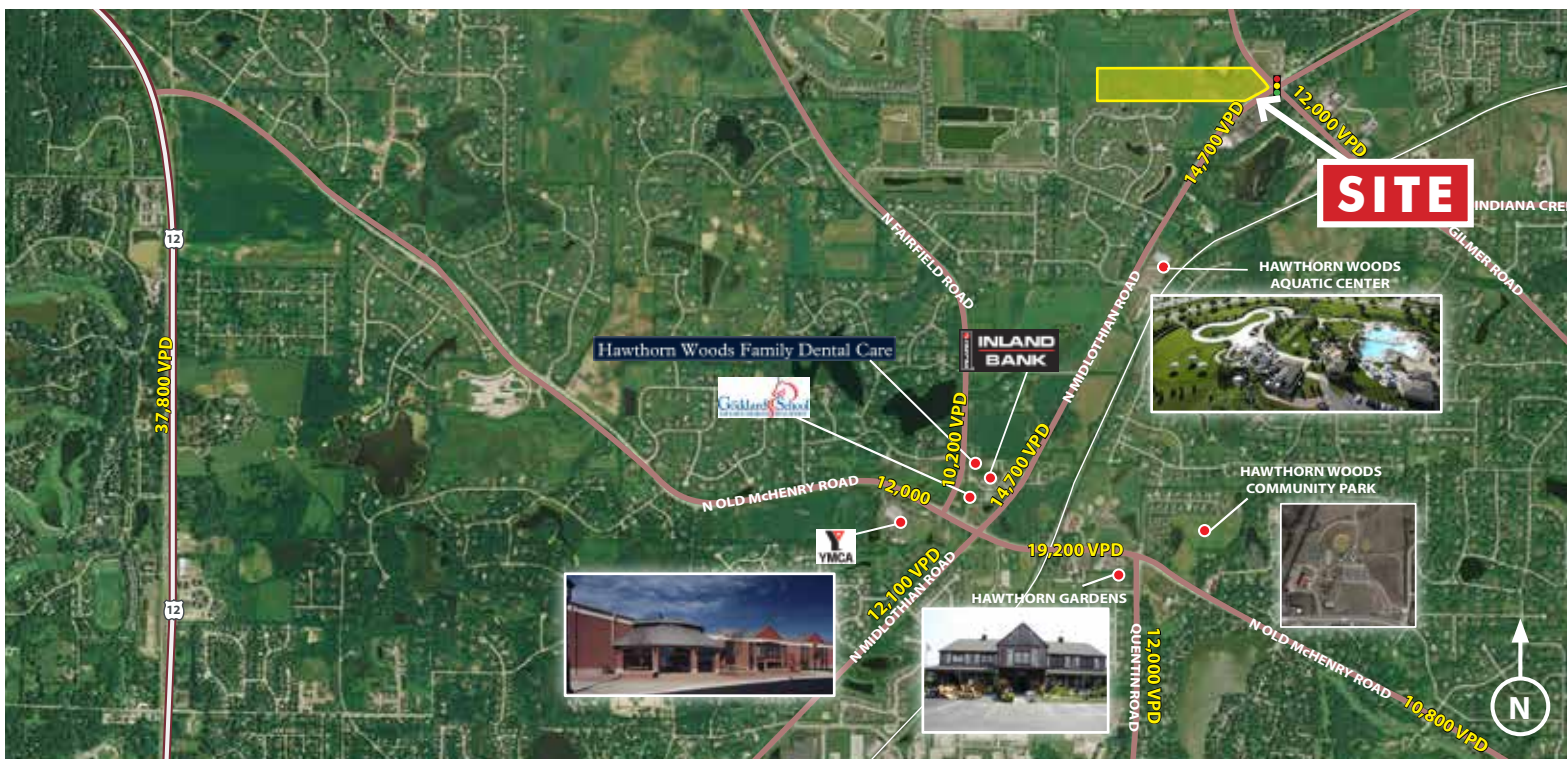 12,000 VPD
14,700 VPD
SITE
INDIANA CRE
GILMER ROAD
12
N FAIRFIELD ROAD
HAWTHORN WOODS
AQUATIC CENTER
N MIDLOTHIAN ROAD
37,800 VPD
Hawthorn Woods Family Dental Care
INLAND
BANK
Goddard School
10,200 VPD
14,700 VPD
N OLD McHENRY ROAD
12,000
HAWTHORN WOODS
COMMUNITY PARK
YMCA
19,200 VPD
12,100 VPD
N MIDLOTHIAN ROAD
HAWTHORN GARDENS
12
QUENTIN ROAD
12,000 VPD
N OLD McHENRY ROAD
10,800 VPD
N